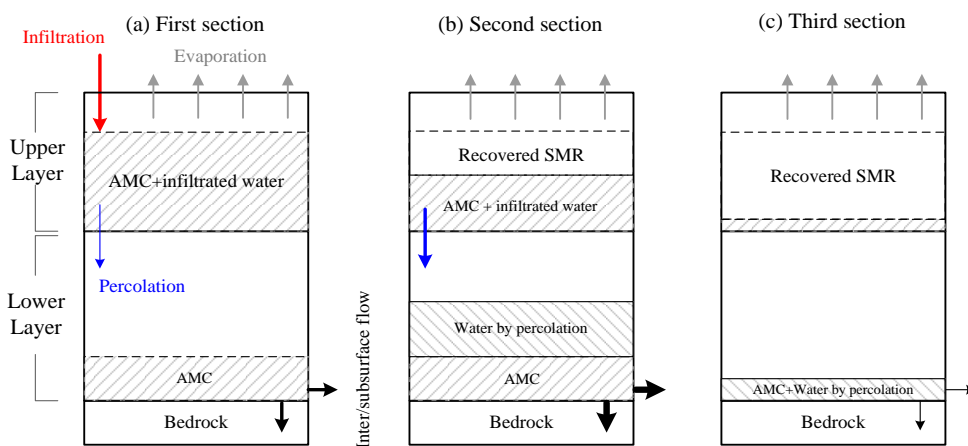 (a) First section
(b) Second section
(c) Third section
Infiltration
Evaporation
Upper
Layer
AMC+infiltrated water
Percolation
Lower
Layer
AMC
Bedrock
Inter/subsurface flow
Recovered SMR
AMC + infiltrated water
Water by percolation
AMC
Bedrock
Recovered SMR
AMC+Water by percolation
Bedrock